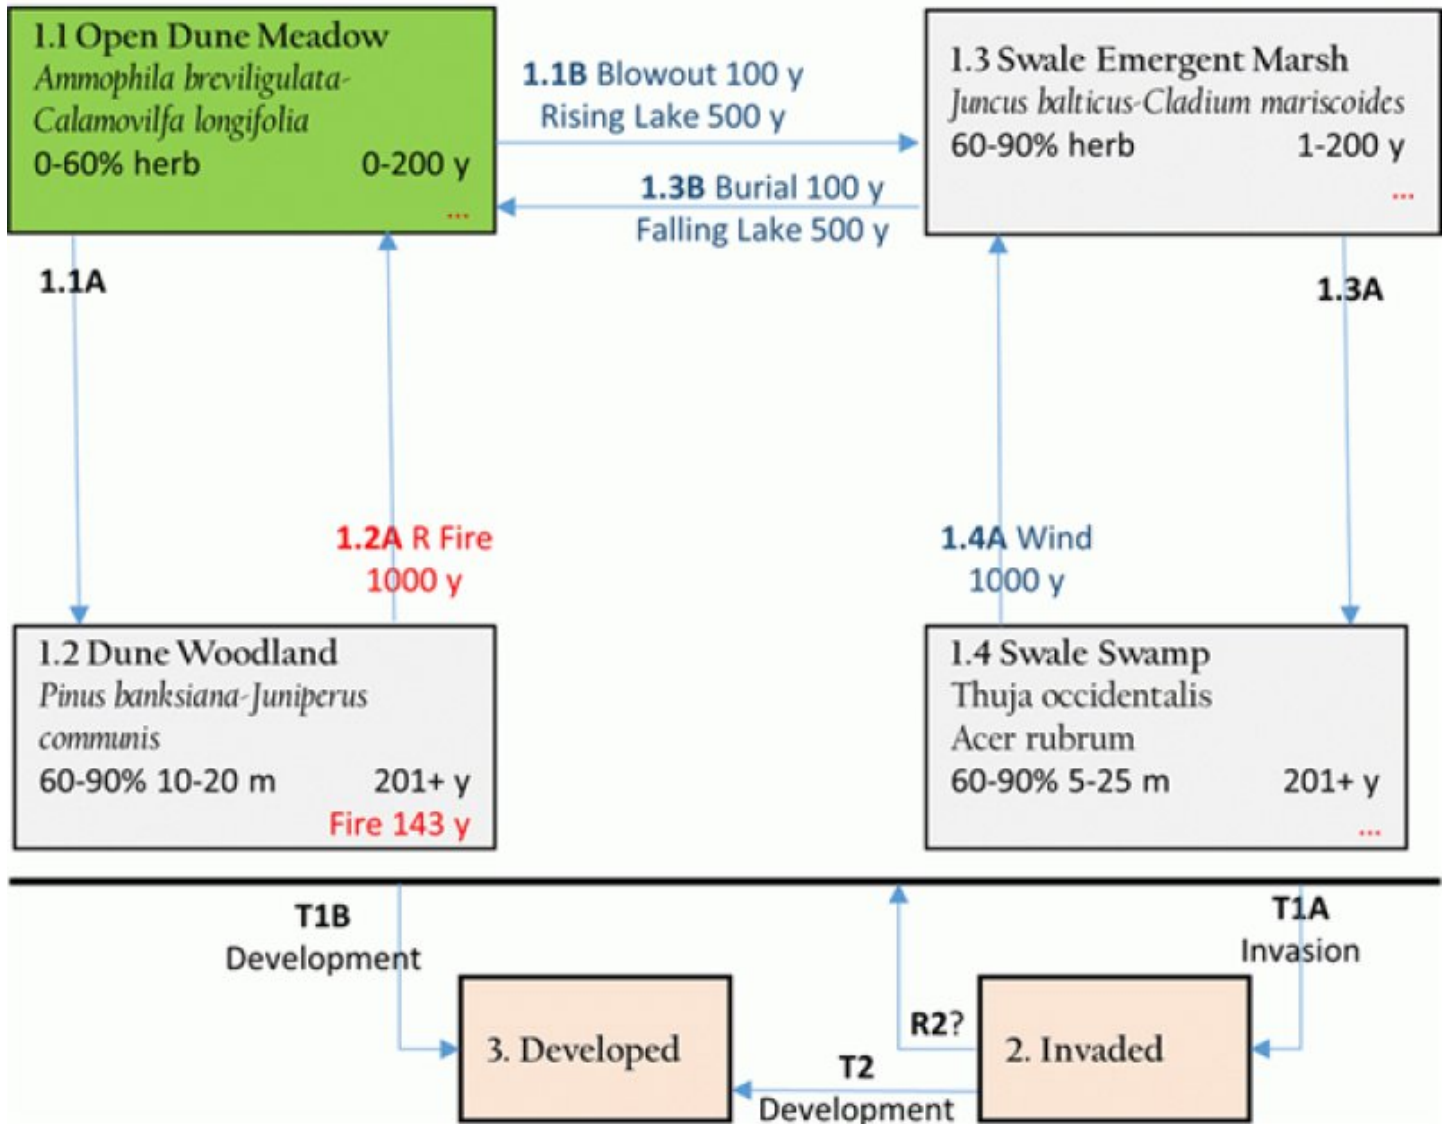 1.1 Open Dune Meadow
Ammophila breviligulata-
Calamovilfa longifolia
0-60% herb 0-200 y
...
1.1B Blowout 100 y
Rising Lake 500 y
1.3B Burial 100 y
Falling Lake 500 y
1.3 Swale Emergent Marsh
Juncus balticus-Cladium mariscoides
60-90% herb 1-200 y
...
1.1A
1.3A
1.2A R Fire
1000 y
1.4A Wind
1000 y
1.2 Dune Woodland
Pinus banksiana-Juniperus
communis
60-90% 10-20 m 201+ y
Fire 143 y
1.4 Swale Swamp
Thuja occidentalis
Acer rubrum
60-90% 5-25 m 201+ y
...
T1B
Development
T1A
Invasion
3. Developed
R2?
T2
Development
2. Invaded